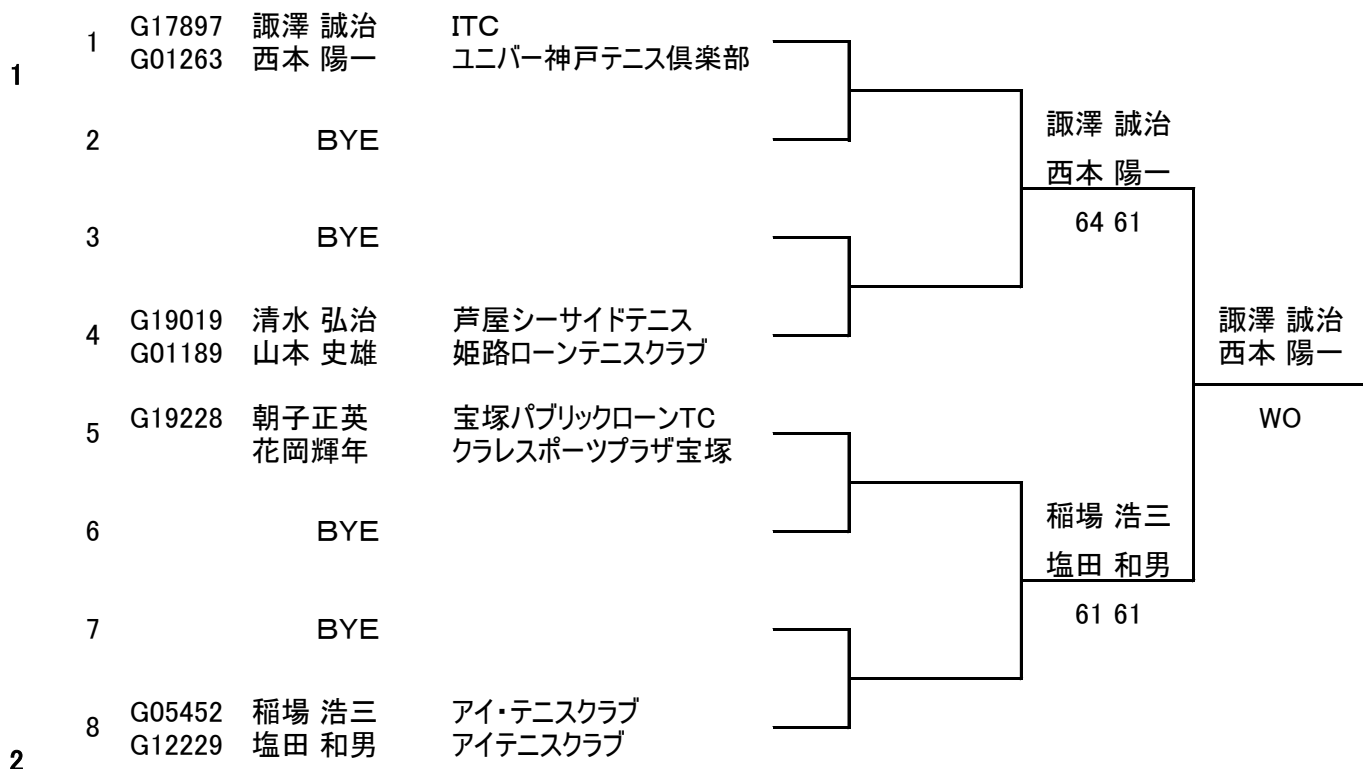 1
1 G17897 諏澤 誠治 ITC
G01263 西本 陽一 ユニバー神戸テニス倶楽部
2 BYE
3 BYE
4 G19019 清水 弘治 芦屋シーサイドテニス
G01189 山本 史雄 姫路ローンテニスクラブ
5 G19228 朝子正英 宝塚パブリックローンTC
花岡輝年 クラレスポーツプラザ宝塚
6 BYE
7 BYE
8 G05452 稲場 浩三 アイ・テニスクラブ
G12229 塩田 和男 アイテニスクラブ
2
諏澤 誠治
西本 陽一
64 61
稲場 浩三
塩田 和男
61 61
諏澤 誠治
西本 陽一
WO